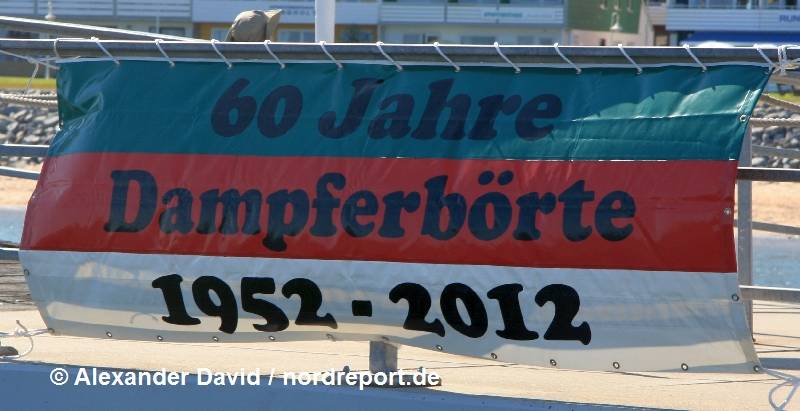 60 Jahre
Dampferbörte
1952 - 2012
© Alexander David / nordreport.de